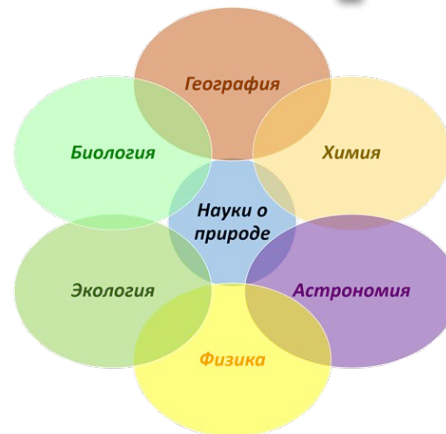 География
Биология
Химия
Науки о
природе
Экология
Астрономия
Физика